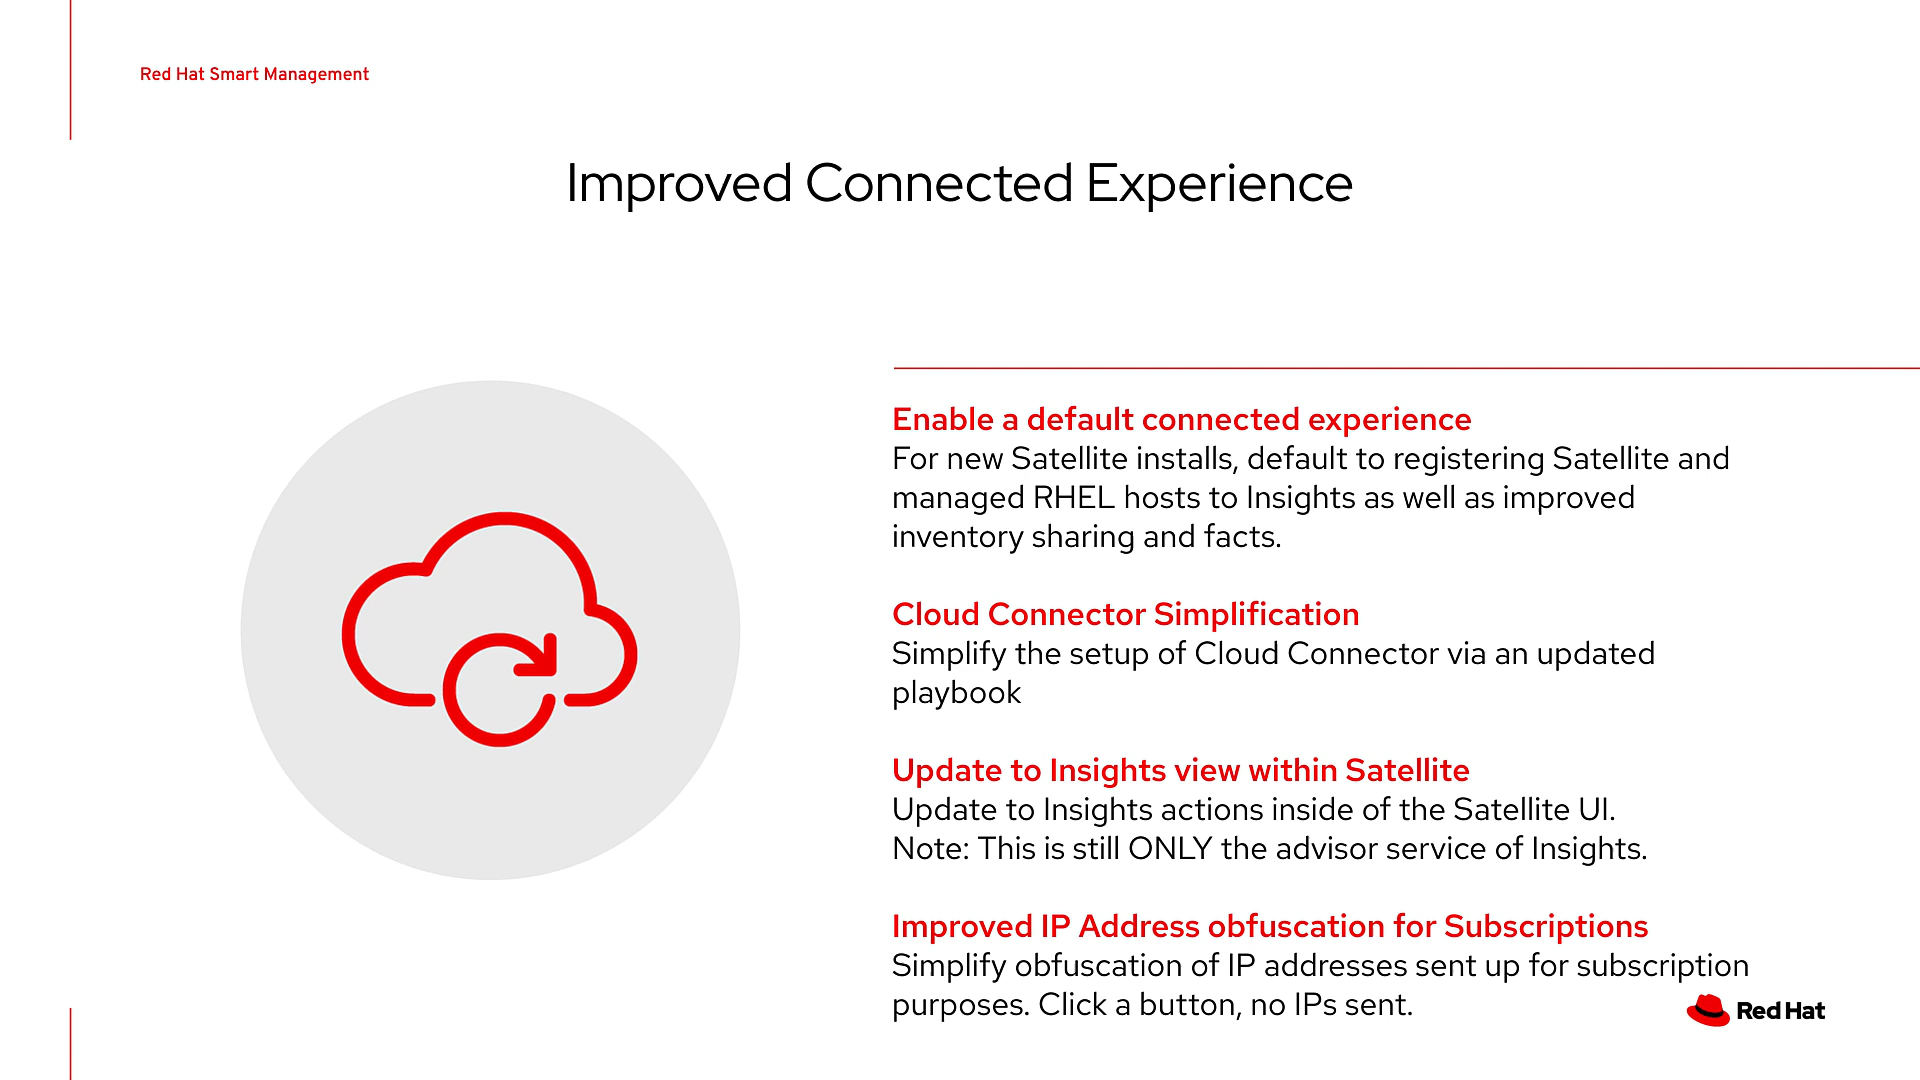 Red Hat Smart Management
Improved Connected Experience
Enable a default connected experience
For new Satellite installs, default to registering Satellite and
managed RHEL hosts to Insights as well as improved
inventory sharing and facts.
Cloud Connector Simplification
Simplify the setup of Cloud Connector via an updated
playbook
Update to Insights view within Satellite
Update to Insights actions inside of the Satellite UI.
Note: This is still ONLY the advisor service of Insights.
Improved IP Address obfuscation for Subscriptions
Simplify obfuscation of IP addresses sent up for subscription
purposes. Click a button, no IPs sent.
Red Hat